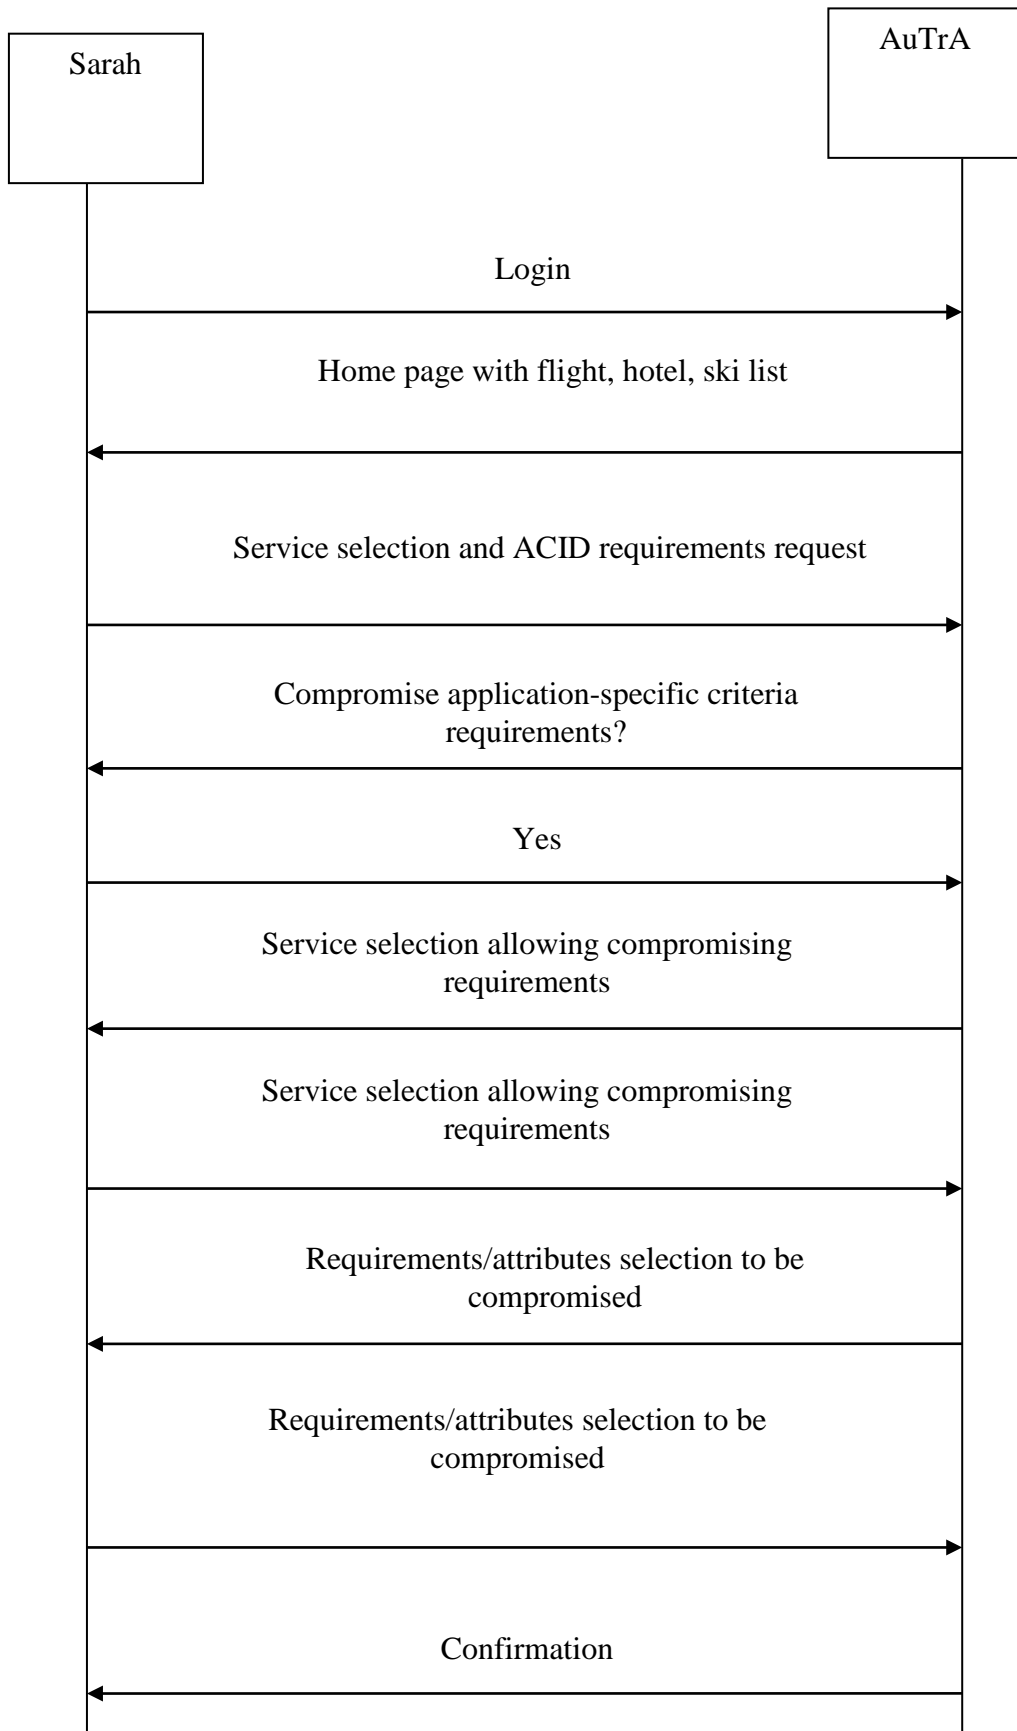 Sarah
AuTrA
Login
Home page with flight, hotel, ski list
Service selection and ACID requirements request
Compromise application-specific criteria
requirements?
Yes
Service selection allowing compromising
requirements
Service selection allowing compromising
requirements
Requirements/attributes selection to be
compromised
Requirements/attributes selection to be
compromised
Confirmation